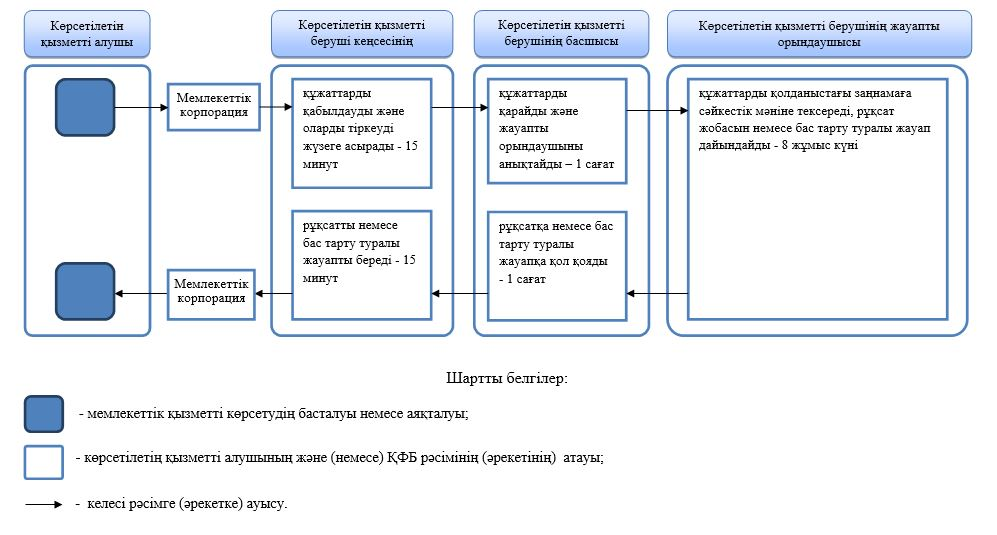 Көрсетілетін
қызметті алушы
Көрсетілетін қызметті
беруші кеңсесінің
Көрсетілетін қызметті
берушінің басшысы
Көрсетілетін қызметті берушінің жауапты
орындаушысы
Мемлекеттік
корпорация
құжаттарды
қабылдауды және
оларды тіркеуді
жүзеге асырады - 15
минут
құжаттарды
қарайды және
жауапты
орындаушыны
анықтайды – 1 сағат
құжаттарды қолданыстағы заңнамаға
сәйкестік мәніне тексереді, рұқсат
жобасын немесе бас тарту туралы жауап
дайындайды - 8 жұмыс күні
Мемлекеттік
корпорация
рұқсатты немесе
бас тарту туралы
жауапты береді - 15
минут
рұқсатқа немесе бас
тарту туралы
жауапқа қол қояды
- 1 сағат
Шартты белгілер:
- мемлекеттік қызметті көрсетудің басталуы немесе аяқталуы;
- көрсетілетің қызметті алушының және (немесе) ҚФБ рәсімінің (әрекетінің) атауы;
- келесі рәсімге (әрекетке) ауысу.